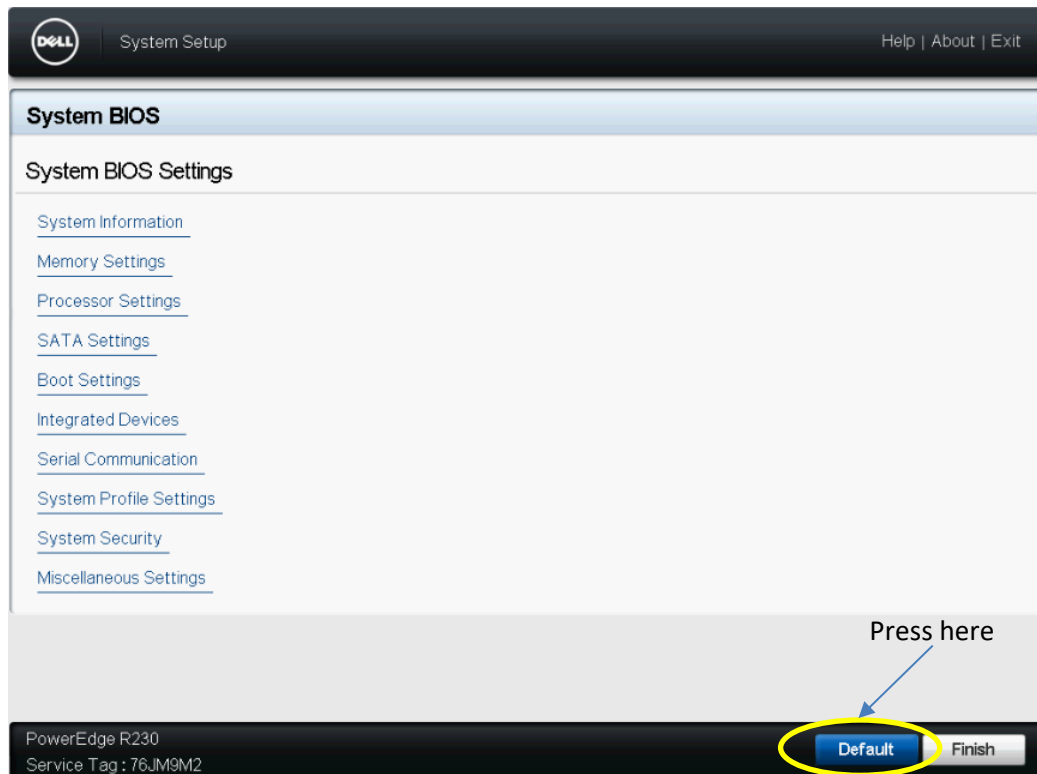 DELL
System Setup
Help | About | Exit
System BIOS
System BIOS Settings
System Information
Memory Settings
Processor Settings
SATA Settings
Boot Settings
Integrated Devices
Serial Communication
System Profile Settings
System Security
Miscellaneous Settings
Press here
PowerEdge R230
Service Tag : 76JM9M2
Default
Finish